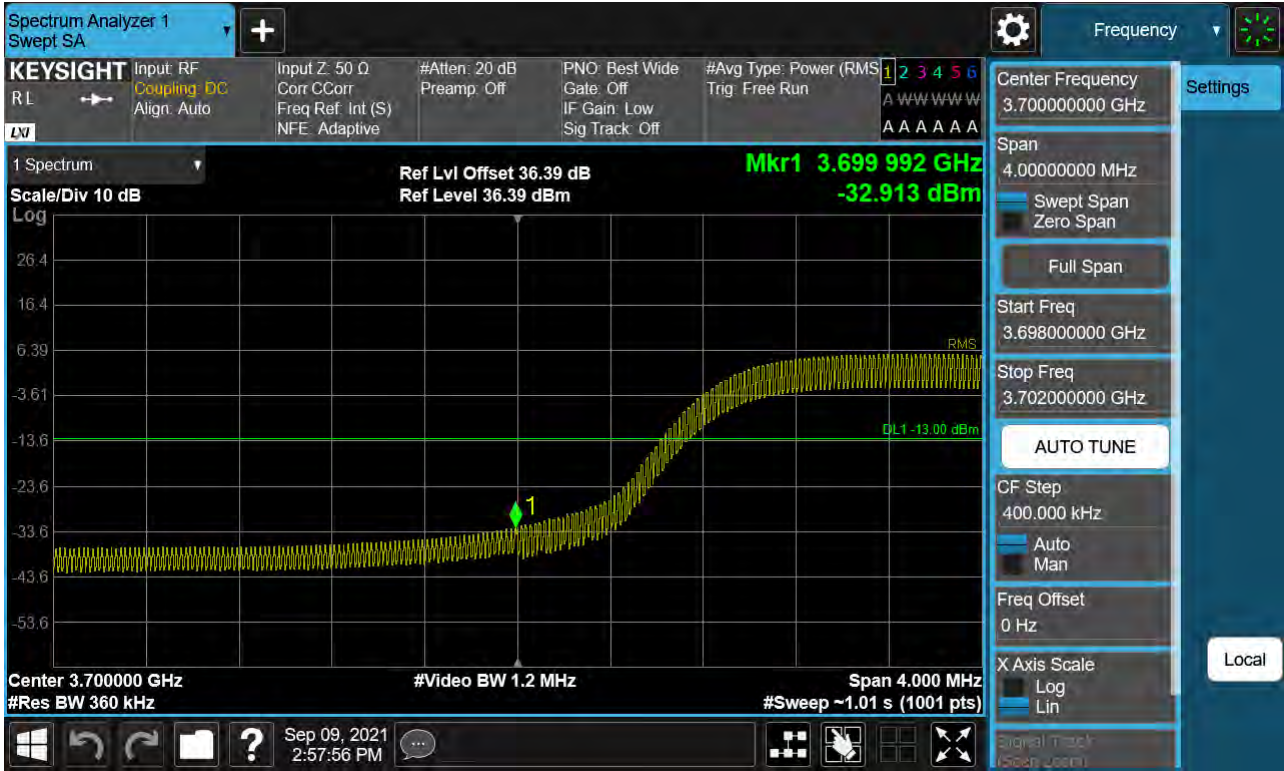 Spectrum Analyzer 1
Swept SA
Frequency
KEYSIGHT
RL
LXI
Input: RF
Coupling: DC
Align: Auto
Input Z: 50 Ω
Corr CCorr
Freq Ref: Int (S)
NFE: Adaptive
#Atten: 20 dB
Preamp: Off
PNO: Best Wide
Gate: Off
IF Gain: Low
Sig Track: Off
#Avg Type: Power (RMS
Trig: Free Run
1 2 3 4 5 6
A W W W W W
A A A A A A
1 Spectrum
Scale/Div 10 dB
Log
Ref Lvl Offset 36.39 dB
Ref Level 36.39 dBm
Mkr1 3.699 992 GHz
-32.913 dBm
26.4
16.4
6.39
-3.61
-13.6
-23.6
-33.6
-43.6
-53.6
RMS
DL1 -13.00 dBm
1
Center 3.700000 GHz
#Res BW 360 kHz
#Video BW 1.2 MHz
Span 4.000 MHz
#Sweep ~1.01 s (1001 pts)
Sep 09, 2021
2:57:56 PM
Center Frequency
3.700000000 GHz
Span
4.00000000 MHz
Swept Span
Zero Span
Full Span
Start Freq
3.698000000 GHz
Stop Freq
3.702000000 GHz
AUTO TUNE
CF Step
400.000 kHz
Auto
Man
Freq Offset
0 Hz
X Axis Scale
Log
Lin
Signal Track
(Span Zoom)
Settings
Local